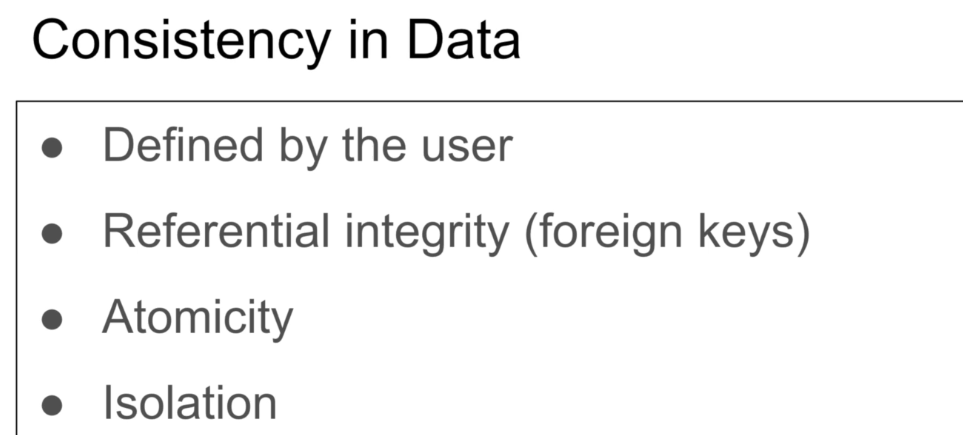 Consistency in Data
● Defined by the user
● Referential integrity (foreign keys)
● Atomicity
● Isolation